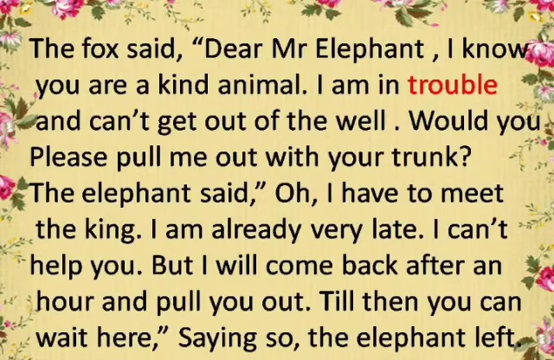 The fox said, “Dear Mr Elephant , I know
you are a kind animal. I am in trouble
and can’t get out of the well . Would you
Please pull me out with your trunk?
The elephant said,” Oh, I have to meet
the king. I am already very late. I can’t
help you. But I will come back after an
hour and pull you out. Till then you can
wait here,” Saying so, the elephant left.